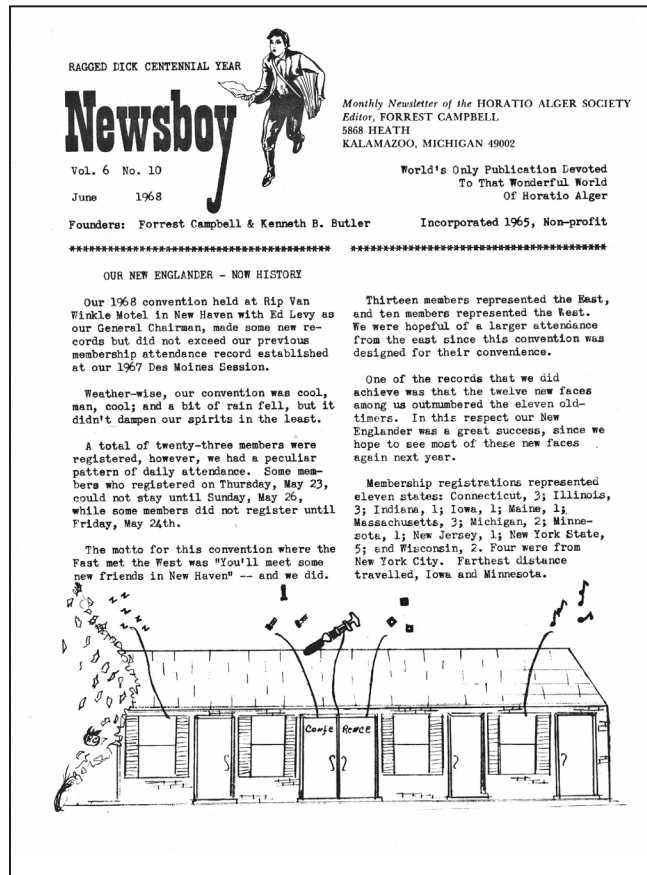 RAGGED DICK CENTENNIAL YEAR
Newsboy
Monthly Newsletter of the HORATIO ALGER SOCIETY
Editor, FORREST CAMPBELL
5868 HEATH
KALAMAZOO, MICHIGAN 49002
Vol. 6 No. 10
June 1968
World's Only Publication Devoted
To That Wonderful World
Of Horatio Alger
Founders: Forrest Campbell & Kenneth B. Butler
Incorporated 1965, Non-profit
OUR NEW ENGLANDER - NOW HISTORY
Our 1968 convention held at Rip Van
Winkle Motel in New Haven with Ed Levy as
our General Chairman, made some new re-
cords but did not exceed our previous
membership attendance record established
at our 1967 Des Moines Session.
Weather-wise, our convention was cool,
man, cool; and a bit of rain fell, but it
didn't dampen our spirits in the least.
A total of twenty-three members were
registered, however, we had a peculiar
pattern of daily attendance. Some mem-
bers who registered on Thursday, May 23,
could not stay until Sunday, May 26,
while some members did not register until
Friday, May 24th.
The motto for this convention where the
East met the West was "You'll meet some
new friends in New Haven" -- and we did.
Thirteen members represented the East,
and ten members represented the West.
We were hopeful of a larger attendance
from the east since this convention was
designed for their convenience.
One of the records that we did
achieve was that the twelve new faces
among us outnumbered the eleven old-
timers. In this respect our New
Englander was a great success, since we
hope to see most of these new faces
again next year.
Membership registrations represented
eleven states: Connecticut, 3; Illinois,
3; Indiana, 1; Iowa, 1; Maine, 1;
Massachusetts, 3; Michigan, 2; Minne-
sota, 1; New Jersey, 1; New York State,
5; and Wisconsin, 2. Four were from
New York City. Farthest distance
travelled, Iowa and Minnesota.
z z z z z
Confe Rence